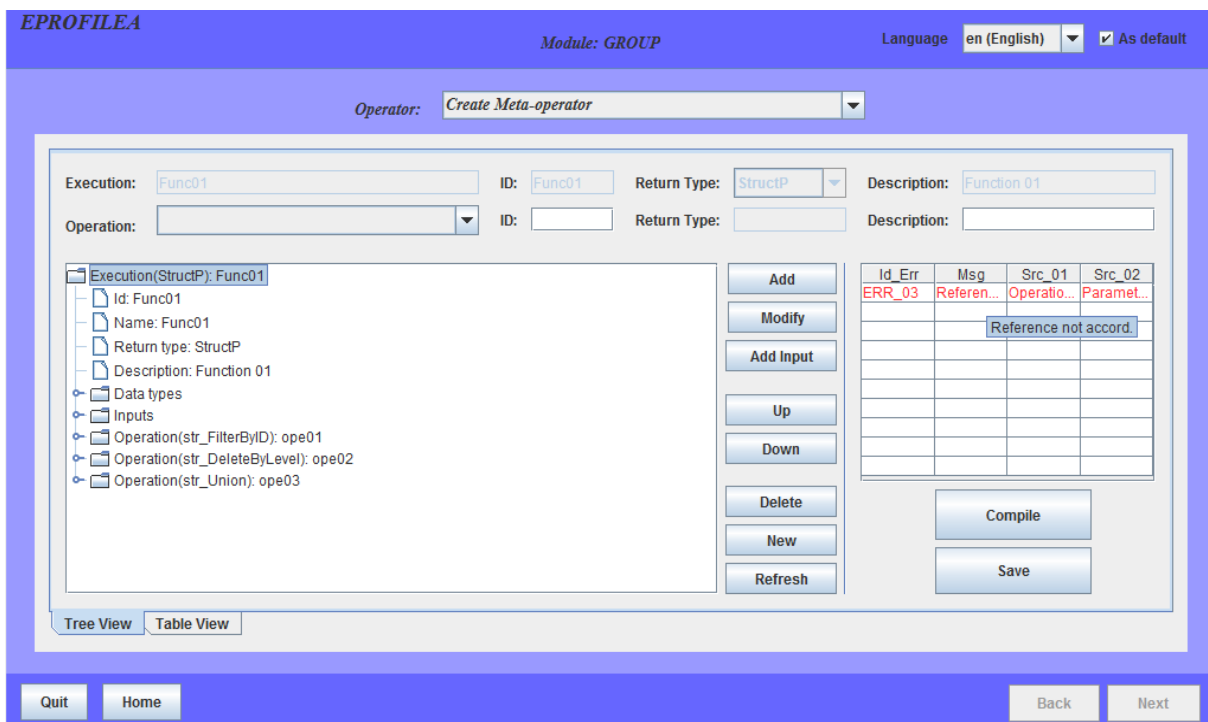 EPROFILEA
Module: GROUP
Language en (English) As default
Operator: Create Meta-operator
Execution: Func01 ID: Func01 Return Type: StructP Description: Function 01
Operation: ID: Return Type: Description:
Execution(StructP): Func01
Id: Func01
Name: Func01
Return type: StructP
Description: Function 01
Data types
Inputs
Operation(str_FilterByID): ope01
Operation(str_DeleteByLevel): ope02
Operation(str_Union): ope03
Add
Modify
Add Input
Up
Down
Delete
New
Refresh
Id_Err Msg Src_01 Src_02
ERR_03 Referen... Operatio... Paramet...
Reference not accord.
Compile
Save
Tree View Table View
Quit Home Back Next